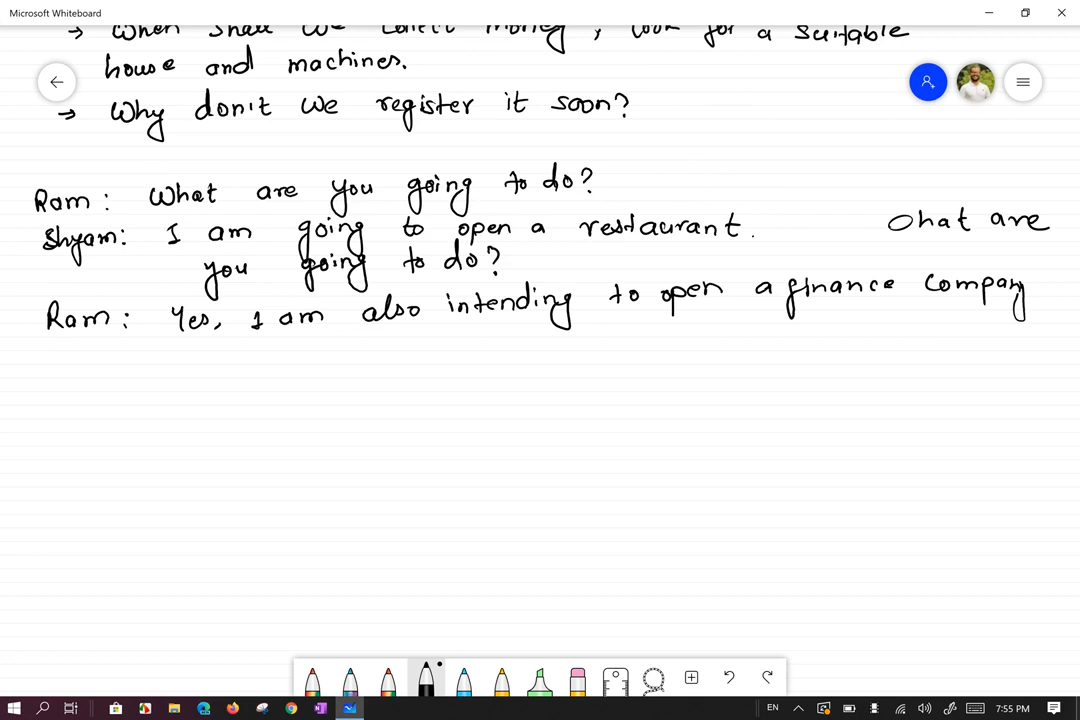 Microsoft Whiteboard
→ When shall we collect money, look for a suitable
house and machines.
→ Why don't we register it soon?
Ram: What are you going to do?
Shyam: I am going to open a restaurant. What are
you going to do?
Ram: Yes, I am also intending to open a finance company
EN 7:55 PM